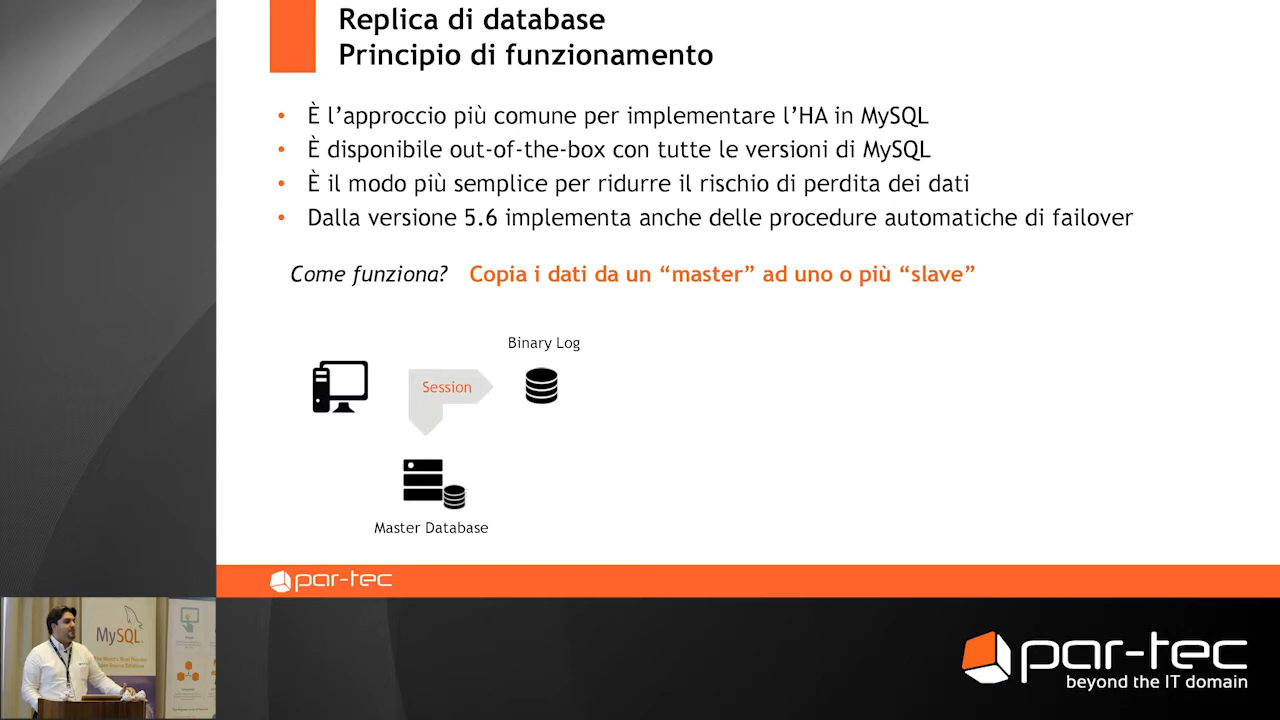 Replica di database
Principio di funzionamento
• È l’approccio più comune per implementare l’HA in MySQL
• È disponibile out-of-the-box con tutte le versioni di MySQL
• È il modo più semplice per ridurre il rischio di perdita dei dati
• Dalla versione 5.6 implementa anche delle procedure automatiche di failover
Come funziona? Copia i dati da un “master” ad uno o più “slave”
Binary Log
Session
Master Database
par-tec
MySQL
par-tec
beyond the IT domain